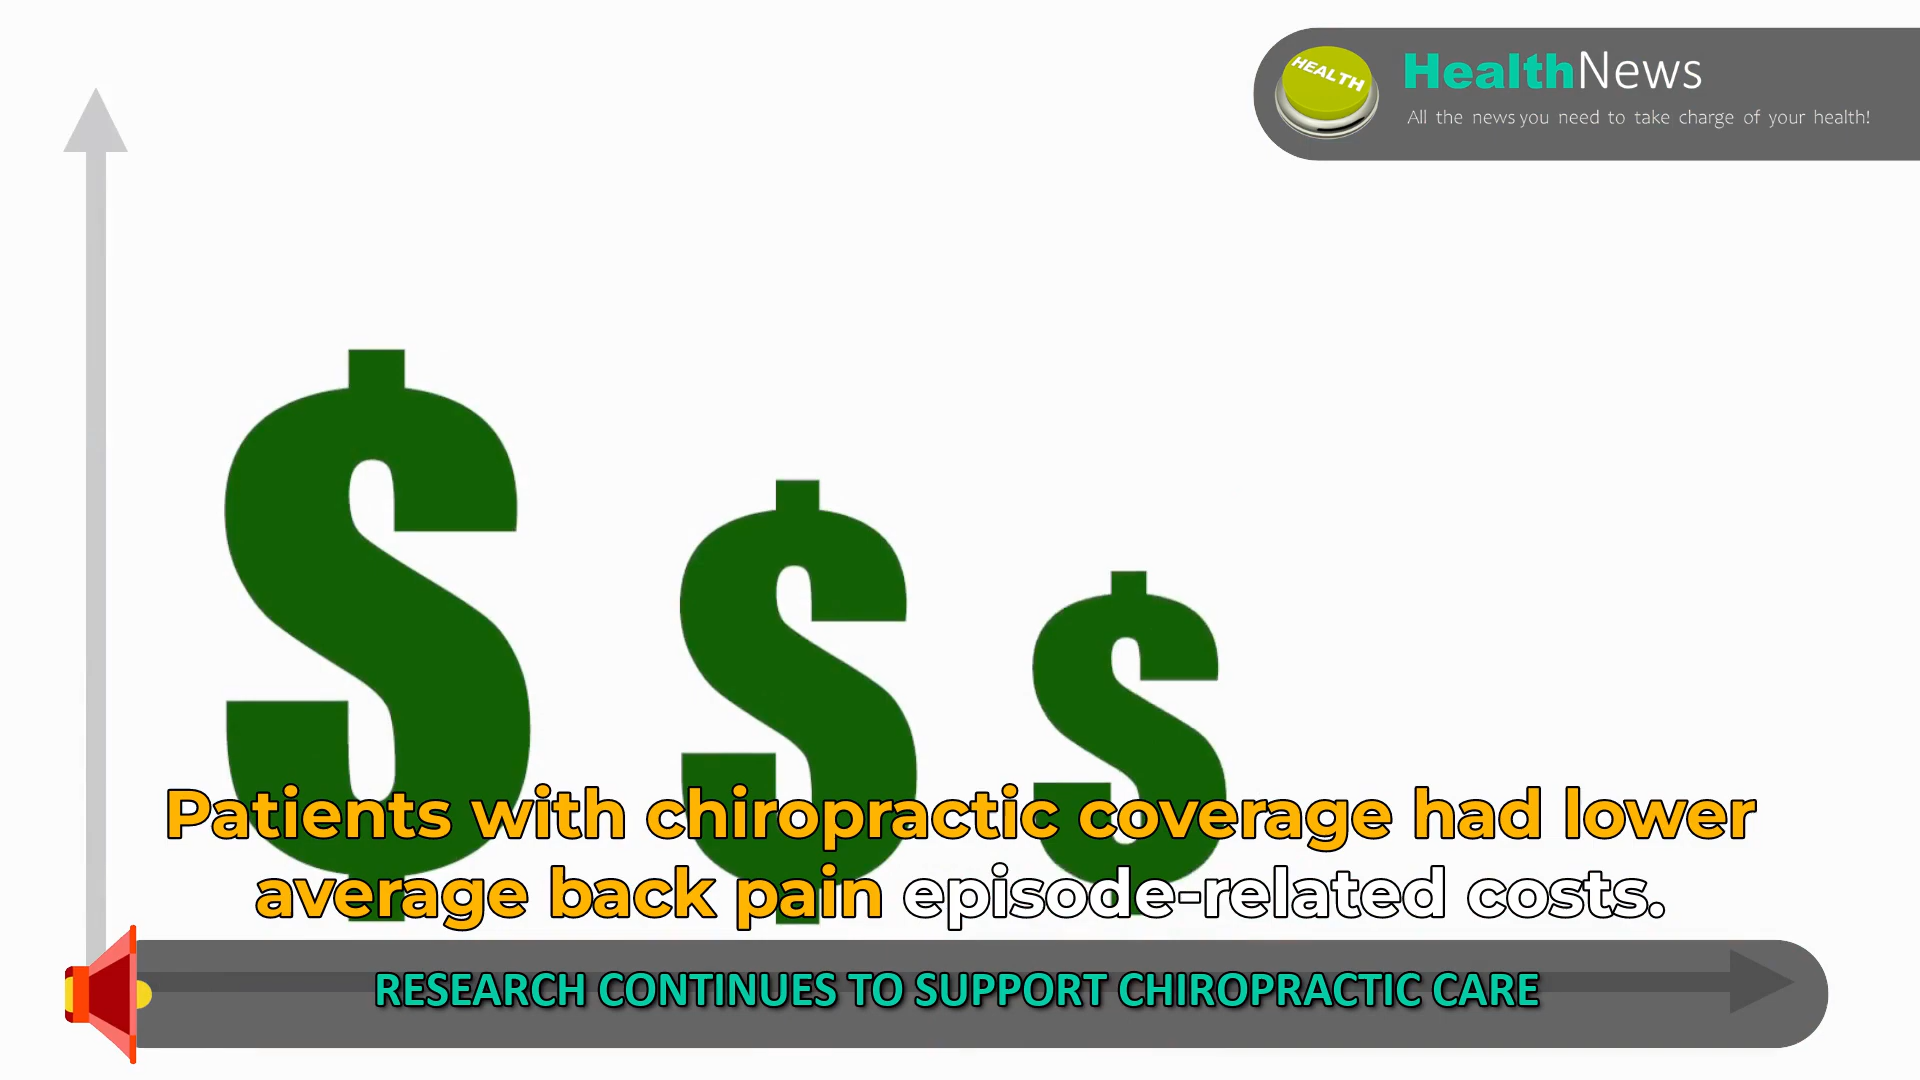 HEALTH
HealthNews
All the news you need to take charge of your health!
$ $ $
Patients with chiropractic coverage had lower
average back pain episode-related costs.
RESEARCH CONTINUES TO SUPPORT CHIROPRACTIC CARE